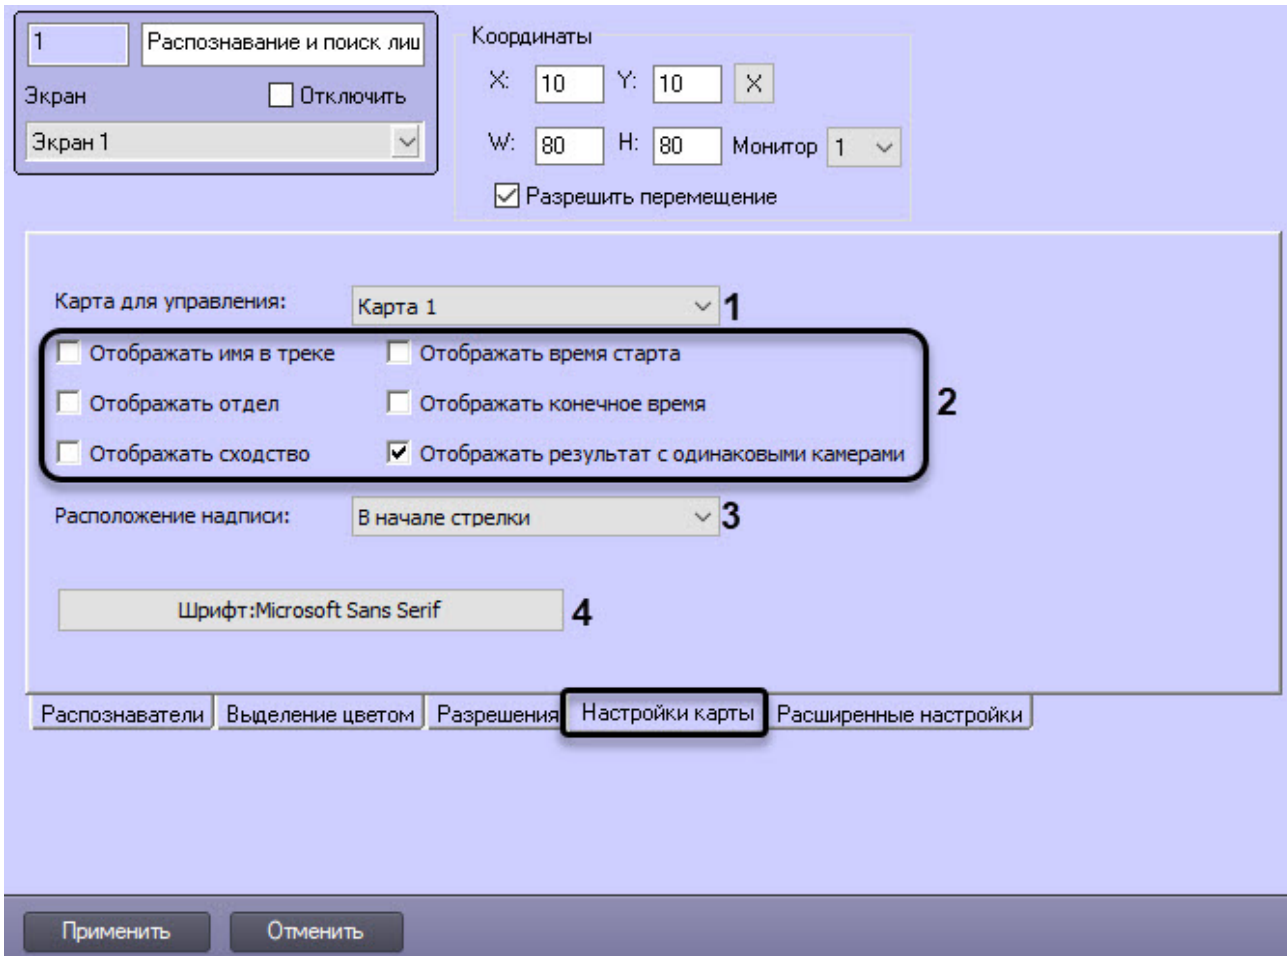 1
Распознавание и поиск лиц
Экран
Отключить
Экран 1
Координаты
X: 10 Y: 10 X
W: 80 H: 80 Монитор 1
Разрешить перемещение
Карта для управления: Карта 1 1
Отображать имя в треке Отображать время старта
Отображать отдел Отображать конечное время 2
Отображать сходство Отображать результат с одинаковыми камерами
Расположение надписи: В начале стрелки 3
Шрифт:Microsoft Sans Serif 4
Распознаватели Выделение цветом Разрешения Настройки карты Расширенные настройки
Применить Отменить